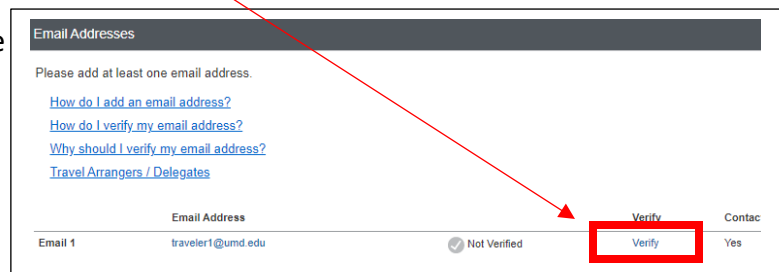 Email Addresses
Please add at least one email address.
How do I add an email address?
How do I verify my email address?
Why should I verify my email address?
Travel Arrangers / Delegates
Email Address Verify Contac
Email 1 traveler1@umd.edu Not Verified Verify Yes